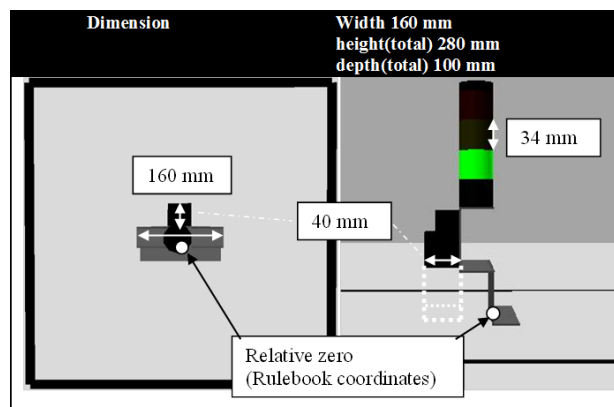 Dimension
Width 160 mm
height(total) 280 mm
depth(total) 100 mm
34 mm
160 mm
40 mm
Relative zero
(Rulebook coordinates)